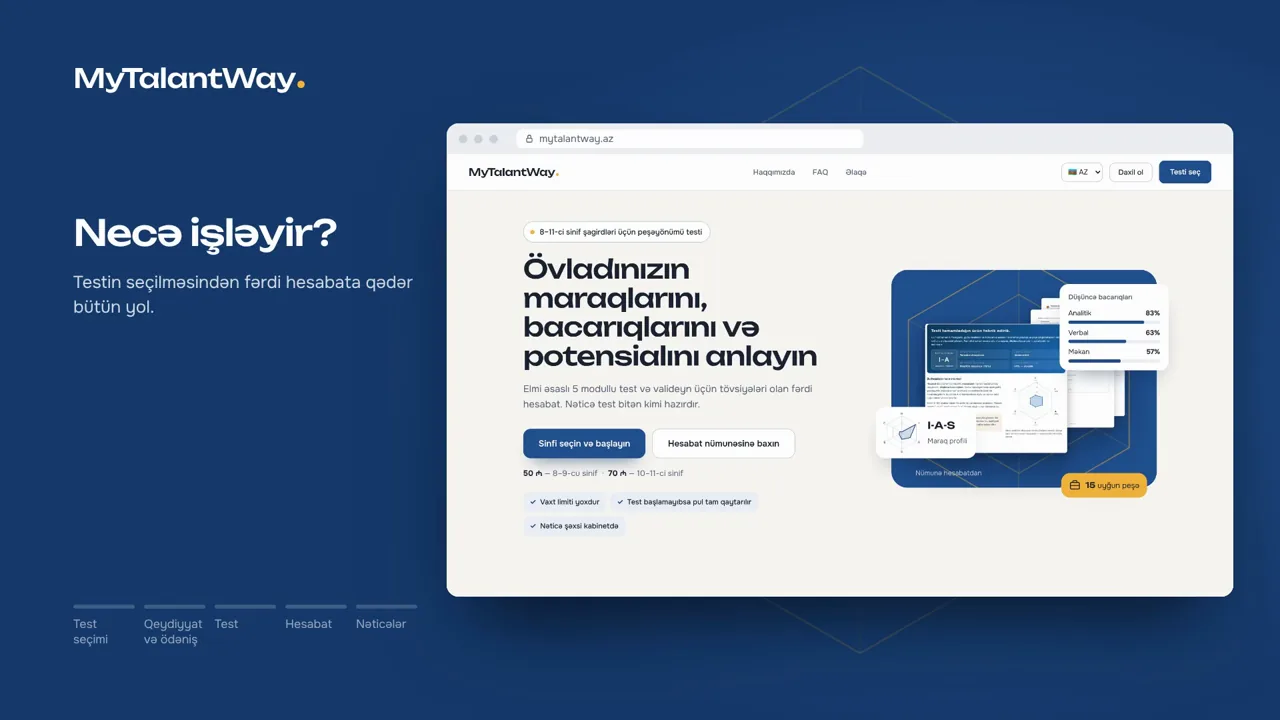 MyTalantWay.
Necə işləyir?
Testin seçilməsindən fərdi hesabata qədər
bütün yol.
Test
seçimi
Qeydiyyat
və ödəniş
Test
Hesabat
Nəticələr
mytalantway.az
MyTalantWay.
Haqqımızda
FAQ
Əlaqə
AZ
Daxil ol
Testi seç
8–11-ci sinif şagirdləri üçün peşəyönümü testi
Övladınızın
maraqlarını,
bacarıqlarını və
potensialını anlayın
Elmi əsaslı 5 modullu test və valideyn üçün tövsiyələri olan fərdi
hesabat. Nəticə test bitən kimi hazırdır.
Sinfi seçin və başlayın
Hesabat nümunəsinə baxın
50 ₼ — 8–9-cu sinif · 70 ₼ — 10–11-ci sinif
✓ Vaxt limiti yoxdur
✓ Test başlamayıbsa pul tam qaytarılır
✓ Nəticə şəxsi kabinetdə
Düşüncə bacarıqları
Analitik 83%
Verbal 63%
Məkan 57%
I-A
I-A-S
Maraq profili
Nümunə hesabatdan
15 uyğun peşə